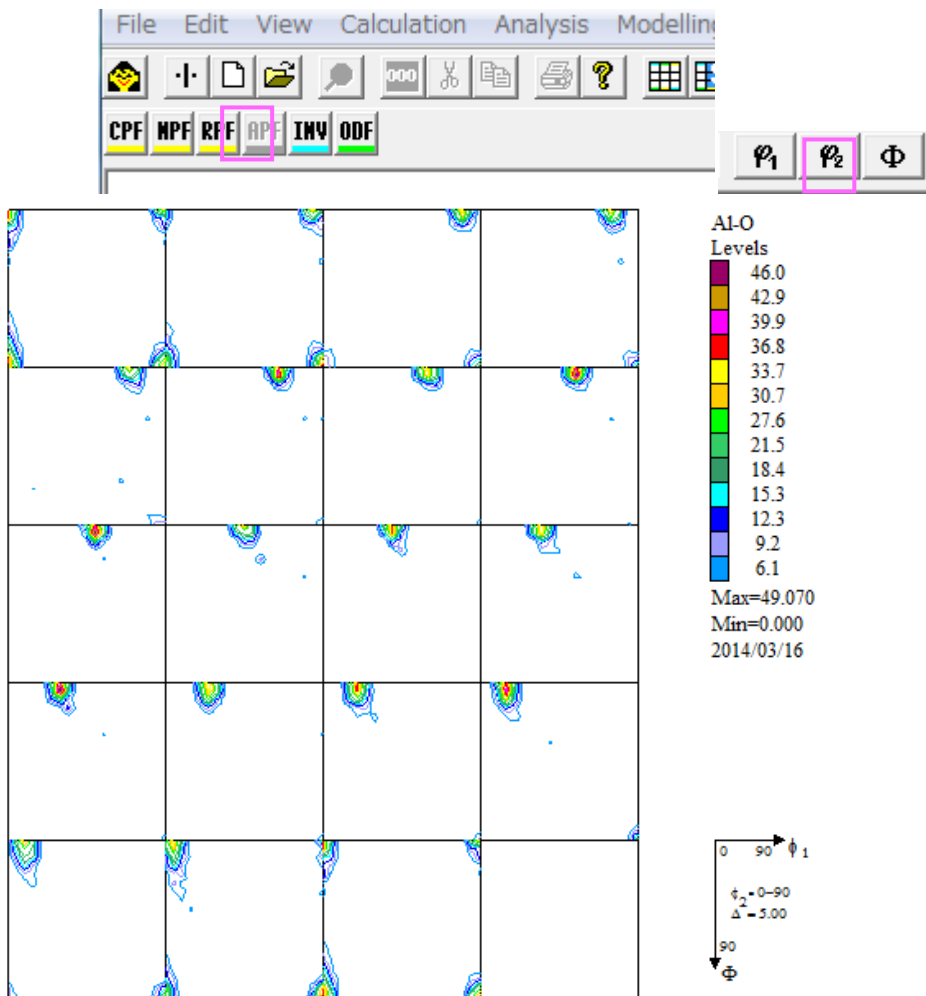 File Edit View Calculation Analysis Modelling
000
CPF NPF RPF APF INV ODF
φ1 φ2 Φ
Al-O
Levels
46.0
42.9
39.9
36.8
33.7
30.7
27.6
21.5
18.4
15.3
12.3
9.2
6.1
Max=49.070
Min=0.000
2014/03/16
0 90 ϕ1
ϕ2=0-90
Δ=5.00
90
Φ